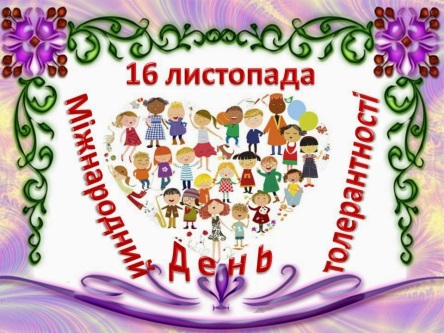 16 листопада
Міжнародний
День
толерантності